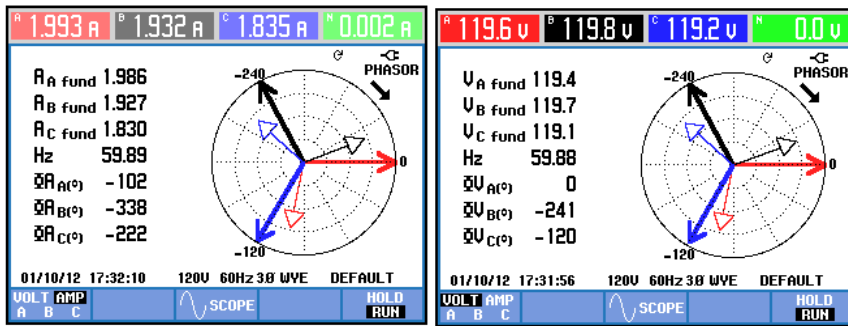 A 1.993 A B 1.932 A C 1.835 A N 0.002 A
PHASOR
-240
0
-120
A A fund 1.986
A B fund 1.927
A C fund 1.830
Hz 59.89
ΦA A(°) -102
ΦA B(°) -338
ΦA C(°) -222
01/10/12 17:32:10 120V 60Hz 3Ø WYE DEFAULT
VOLT AMP
A B C
SCOPE
HOLD
RUN
A 119.6 V B 119.8 V C 119.2 V N 0.0 V
PHASOR
-240
0
-120
V A fund 119.4
V B fund 119.7
V C fund 119.1
Hz 59.88
ΦV A(°) 0
ΦV B(°) -241
ΦV C(°) -120
01/10/12 17:31:56 120V 60Hz 3Ø WYE DEFAULT
VOLT AMP
A B C
SCOPE
HOLD
RUN